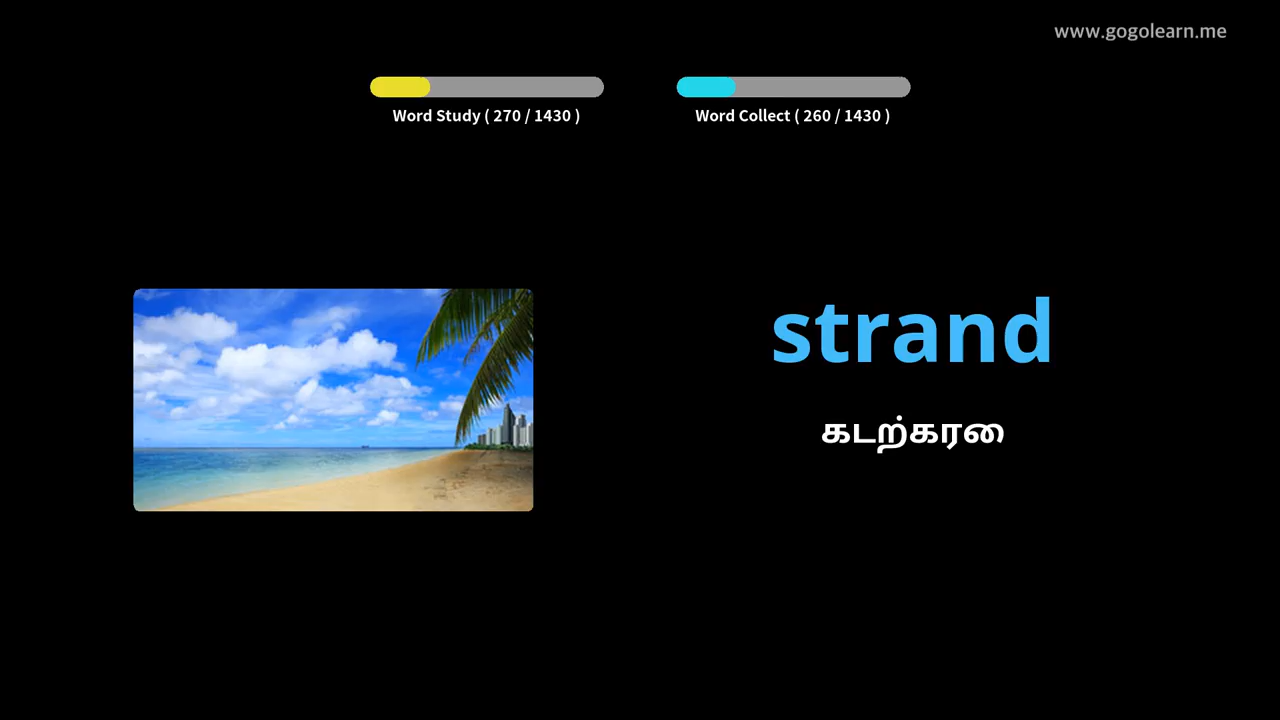 www.gogolearn.me
Word Study ( 270 / 1430 )
Word Collect ( 260 / 1430 )
strand
கடற்கரை